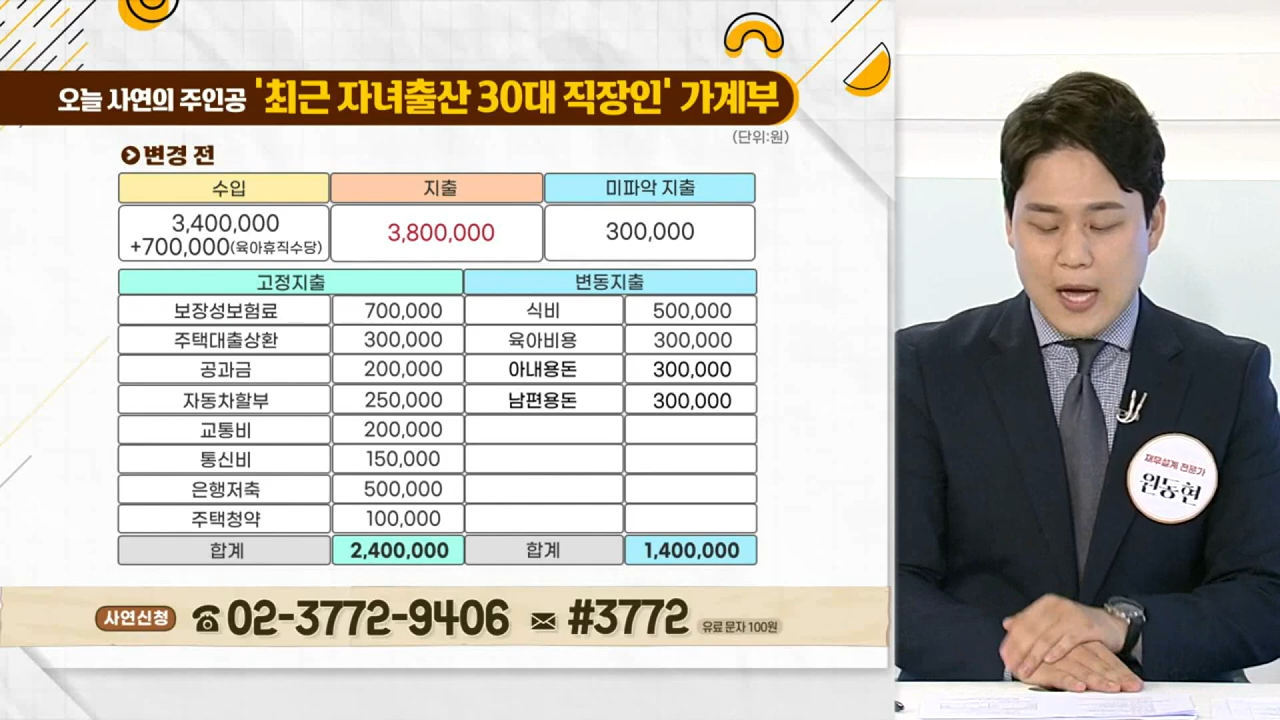 오늘 사연의 주인공 '최근 자녀출산 30대 직장인' 가계부
(단위:원)
변경 전
수입 지출 미파악 지출
3,400,000
+700,000(육아휴직수당) 3,800,000 300,000
고정지출 변동지출
보장성보험료 700,000 식비 500,000
주택대출상환 300,000 육아비용 300,000
공과금 200,000 아내용돈 300,000
자동차할부 250,000 남편용돈 300,000
교통비 200,000
통신비 150,000
은행저축 500,000
주택청약 100,000
합계 2,400,000 합계 1,400,000
사연신청 02-3772-9406 #3772 유료 문자 100원
재무설계 전문가
원동현